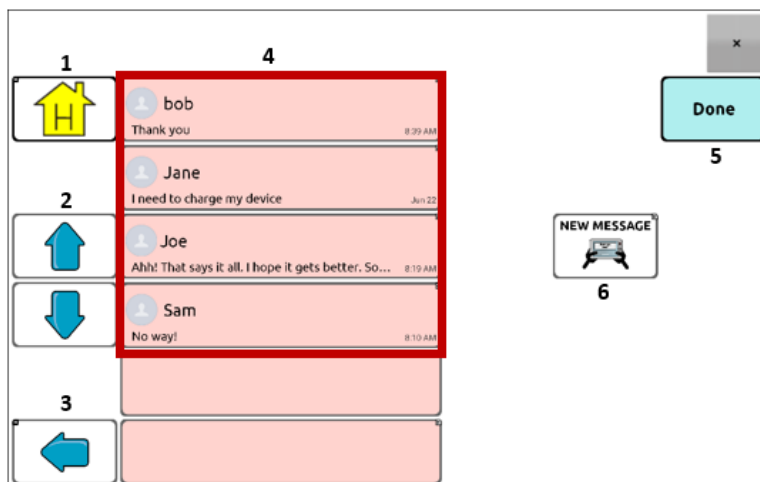 ×
1
4
H
bob
Thank you 8:39 AM
Done
5
Jane
I need to charge my device Jun 22
2
Joe
Ahh! That says it all. I hope it gets better. So... 8:19 AM
NEW MESSAGE
6
Sam
No way! 8:10 AM
3